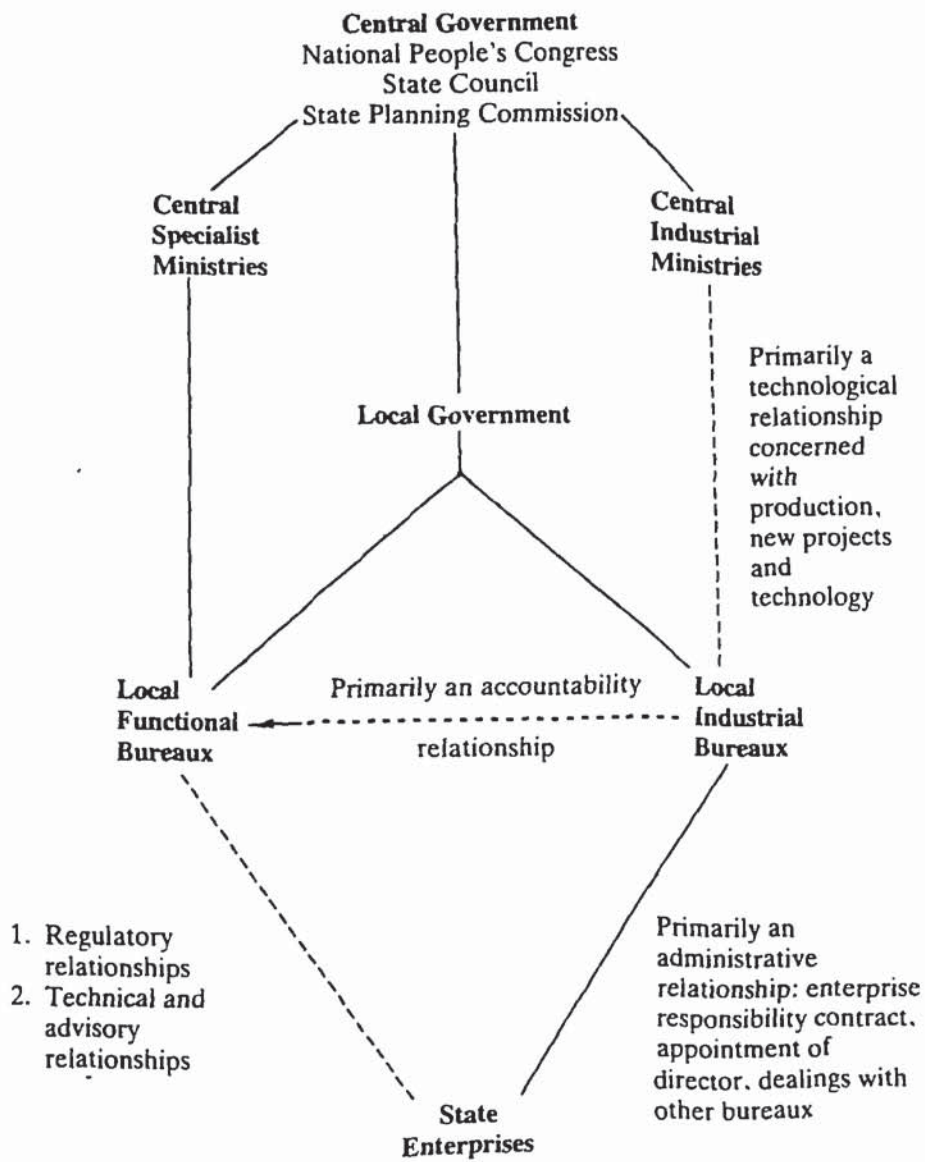 Central Government
National People's Congress
State Council
State Planning Commission
Central
Specialist
Ministries
Central
Industrial
Ministries
Primarily a
technological
relationship
concerned
with
production,
new projects
and
technology
Local Government
Local
Functional
Bureaux
Primarily an accountability
relationship
Local
Industrial
Bureaux
1. Regulatory
relationships
2. Technical and
advisory
relationships
Primarily an
administrative
relationship: enterprise
responsibility contract,
appointment of
director, dealings with
other bureaux
State
Enterprises